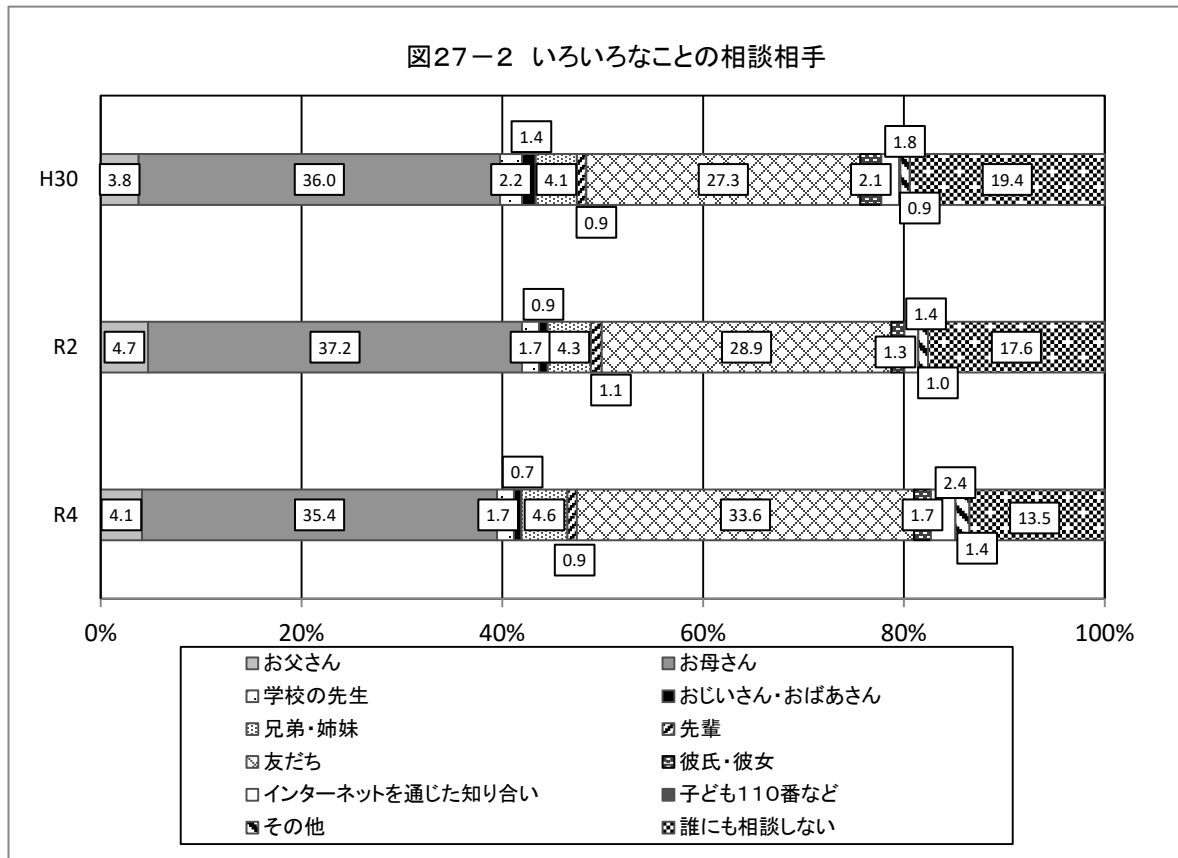 図27－2 いろいろなことの相談相手
1.4
1.8
H30
3.8
36.0
2.2
4.1
27.3
2.1
19.4
0.9
0.9
0.9
1.4
R2
4.7
37.2
1.7
4.3
28.9
1.3
17.6
1.1
1.0
0.7
2.4
R4
4.1
35.4
1.7
4.6
33.6
1.7
13.5
0.9
1.4
0%
20%
40%
60%
80%
100%
お父さん
お母さん
学校の先生
おじいさん・おばあさん
兄弟・姉妹
先輩
友だち
彼氏・彼女
インターネットを通じた知り合い
子ども１１０番など
その他
誰にも相談しない